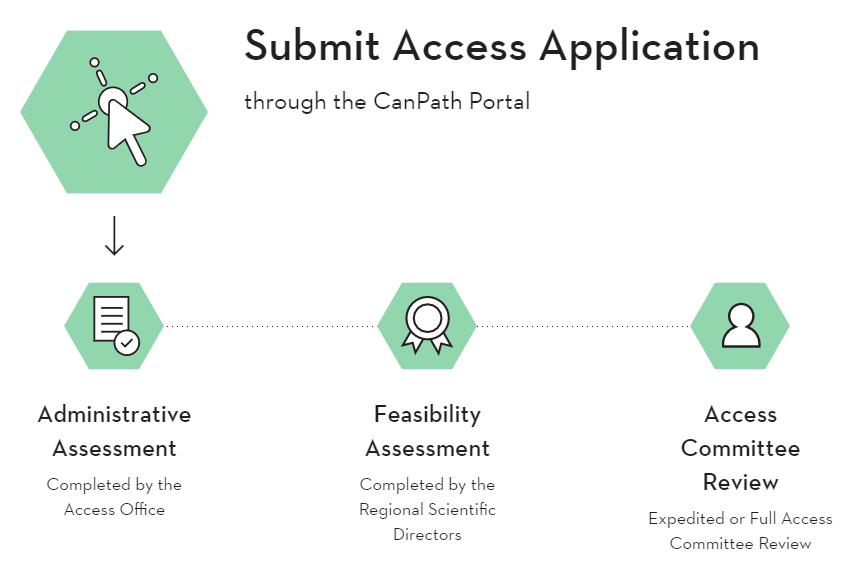 Submit Access Application
through the CanPath Portal
Administrative
Assessment
Completed by the
Access Office
Feasibility
Assessment
Completed by the
Regional Scientific
Directors
Access
Committee
Review
Expedited or Full Access
Committee Review